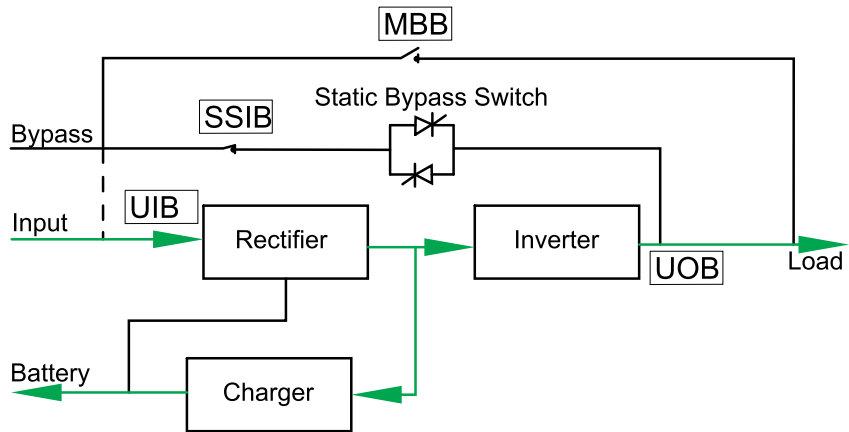 MBB
Static Bypass Switch
SSIB
Bypass
UIB
Input
Rectifier
Inverter
UOB
Load
Battery
Charger